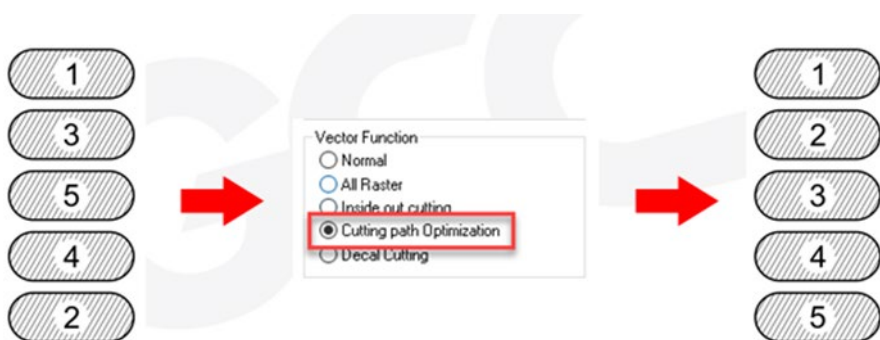 1
3
5
4
2
Vector Function
Normal
All Raster
Inside out cutting
Cutting path Optimization
Decal Cutting
1
2
3
4
5